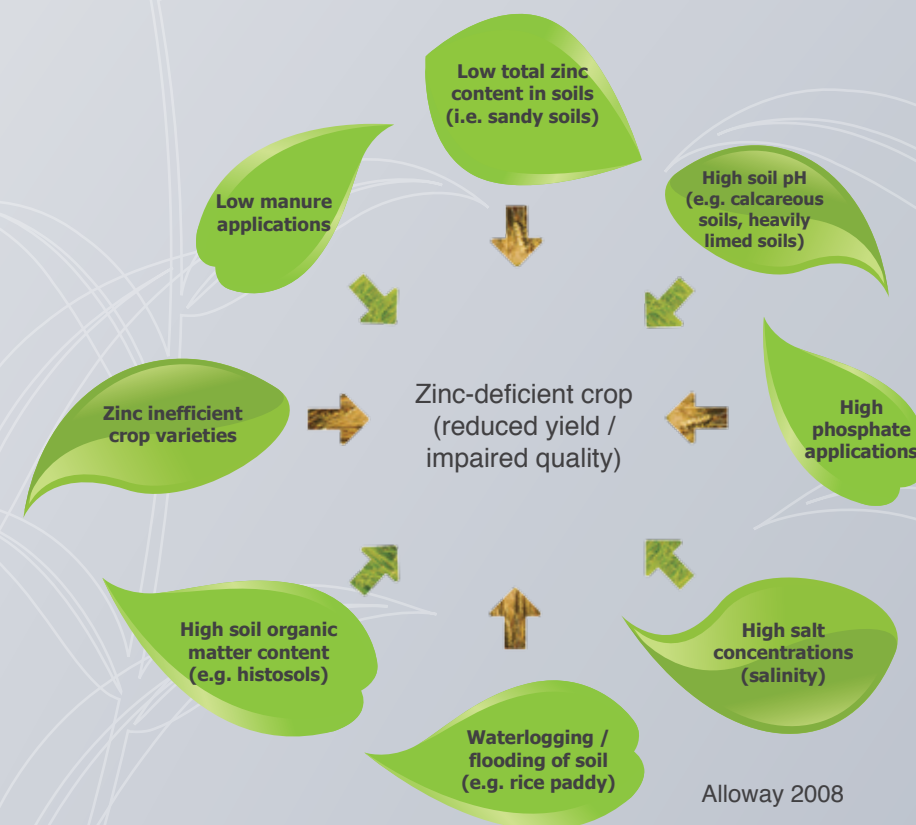 Low total zinc
content in soils
(i.e. sandy soils)
High soil pH
(e.g. calcareous
soils, heavily
limed soils)
Low manure
applications
High
phosphate
applications
Zinc inefficient
crop varieties
Zinc-deficient crop
(reduced yield /
impaired quality)
High soil organic
matter content
(e.g. histosols)
High salt
concentrations
(salinity)
Waterlogging /
flooding of soil
(e.g. rice paddy)
Alloway 2008